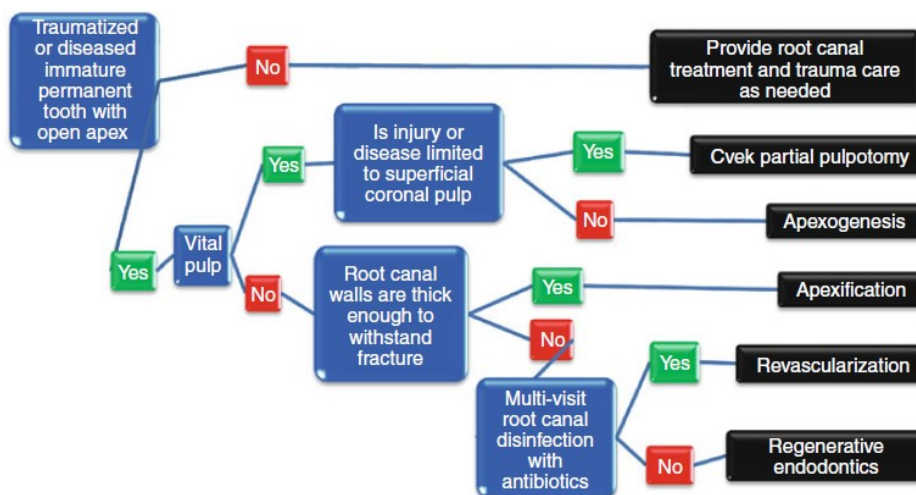 Traumatized
or diseased
immature
permanent
tooth with
open apex
No
Provide root canal
treatment and trauma care
as needed
Yes
Vital
pulp
Yes
Is injury or
disease limited
to superficial
coronal pulp
Yes
Cvek partial pulpotomy
No
Apexogenesis
No
Root canal
walls are thick
enough to
withstand
fracture
Yes
Apexification
No
Multi-visit
root canal
disinfection
with
antibiotics
Yes
Revascularization
No
Regenerative
endodontics